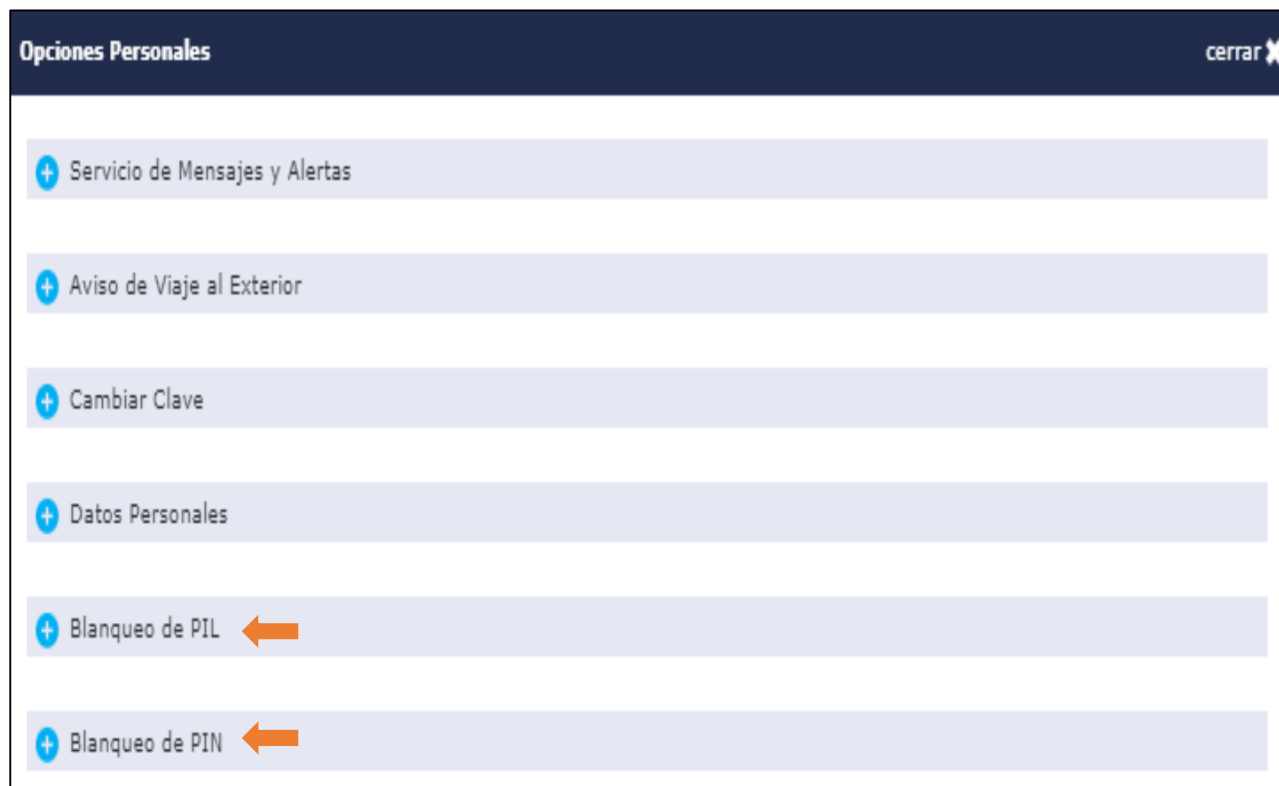 Opciones Personales
cerrar
Servicio de Mensajes y Alertas
Aviso de Viaje al Exterior
Cambiar Clave
Datos Personales
Blanqueo de PIL
Blanqueo de PIN